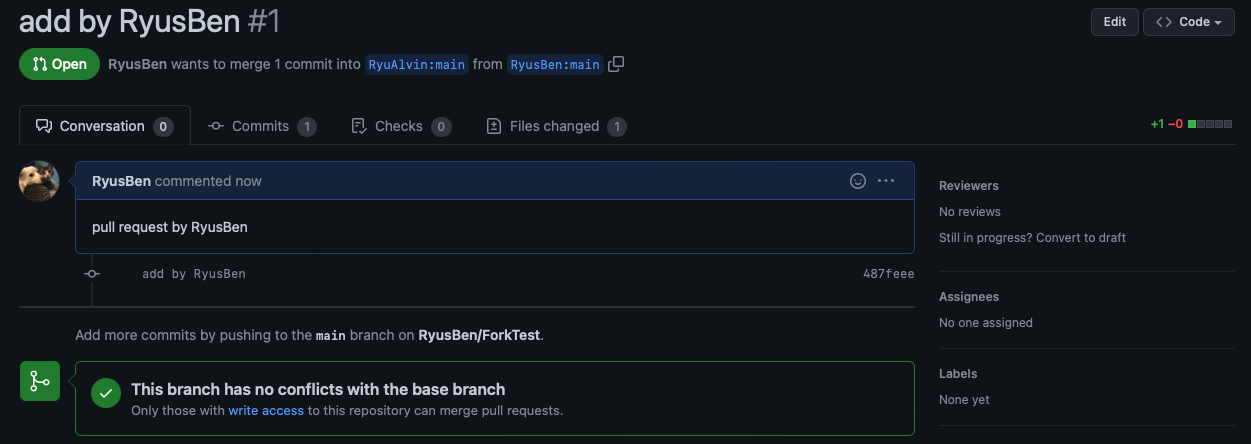 add by RyusBen #1
Edit
Code
Open
RyusBen wants to merge 1 commit into RyuAlvin:main from RyusBen:main
Conversation 0
Commits 1
Checks 0
Files changed 1
+1 −0
RyusBen commented now
pull request by RyusBen
add by RyusBen
487feee
Add more commits by pushing to the main branch on RyusBen/ForkTest.
This branch has no conflicts with the base branch
Only those with write access to this repository can merge pull requests.
Reviewers
No reviews
Still in progress? Convert to draft
Assignees
No one assigned
Labels
None yet